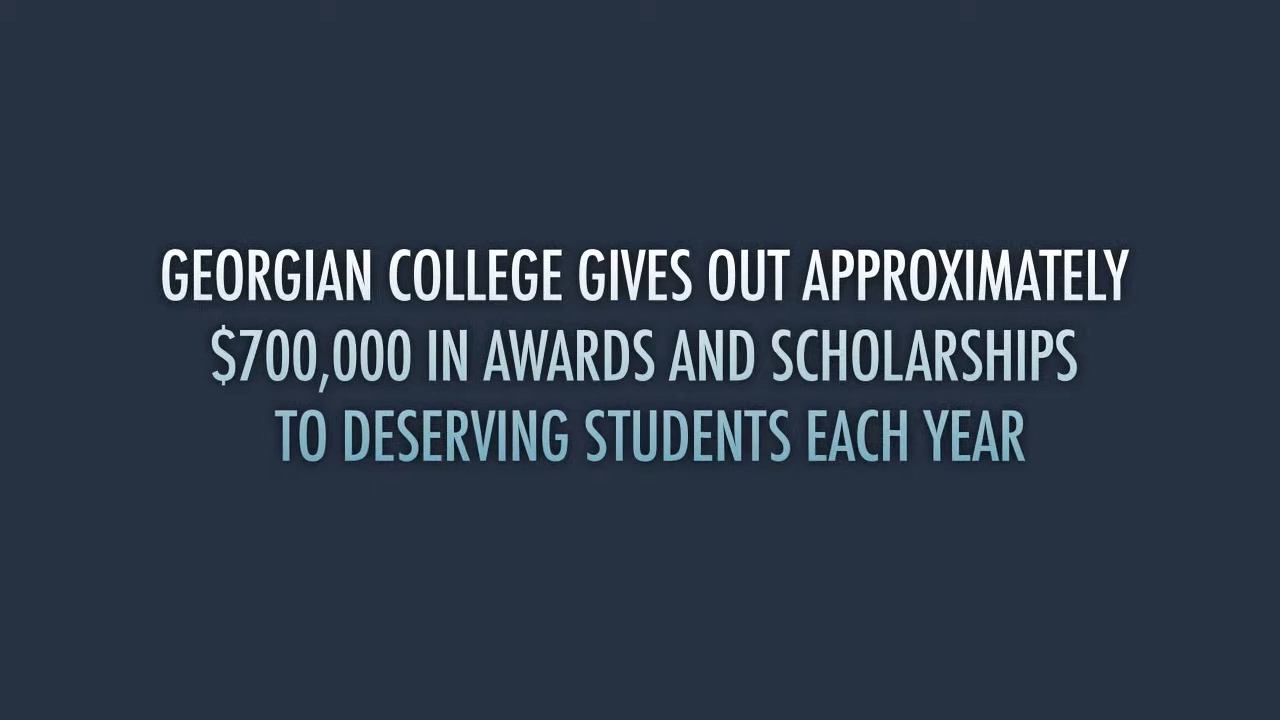 GEORGIAN COLLEGE GIVES OUT APPROXIMATELY
$700,000 IN AWARDS AND SCHOLARSHIPS
TO DESERVING STUDENTS EACH YEAR